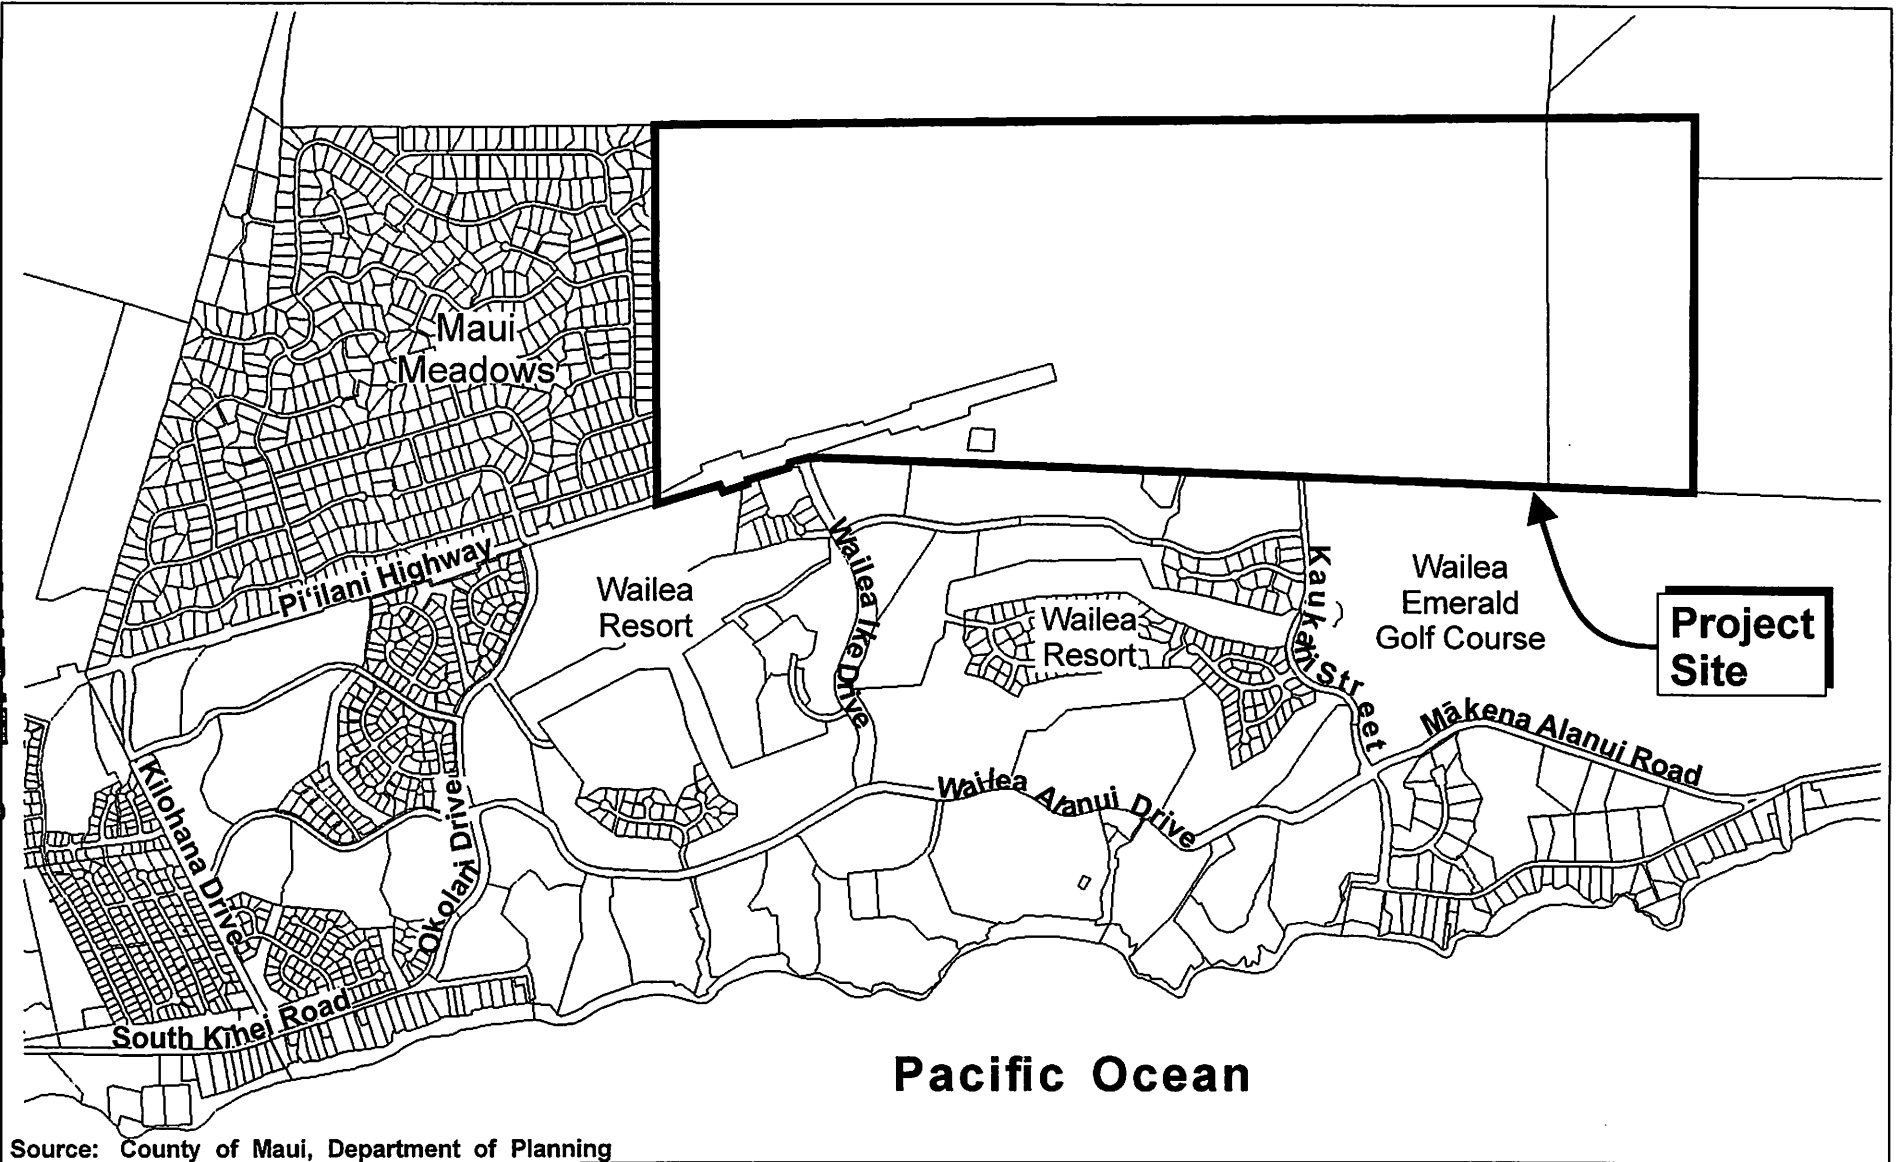 Maui
Meadows
Pi'ilani Highway
Wailea
Resort
Wailea Ike Drive
Wailea
Resort
Kaukahi Street
Wailea
Emerald
Golf Course
Project
Site
Mākena Alanui Road
Wailea Alanui Drive
Kilohana Drive
Okolani Drive
South Kīhei Road
Pacific Ocean
Source: County of Maui, Department of Planning